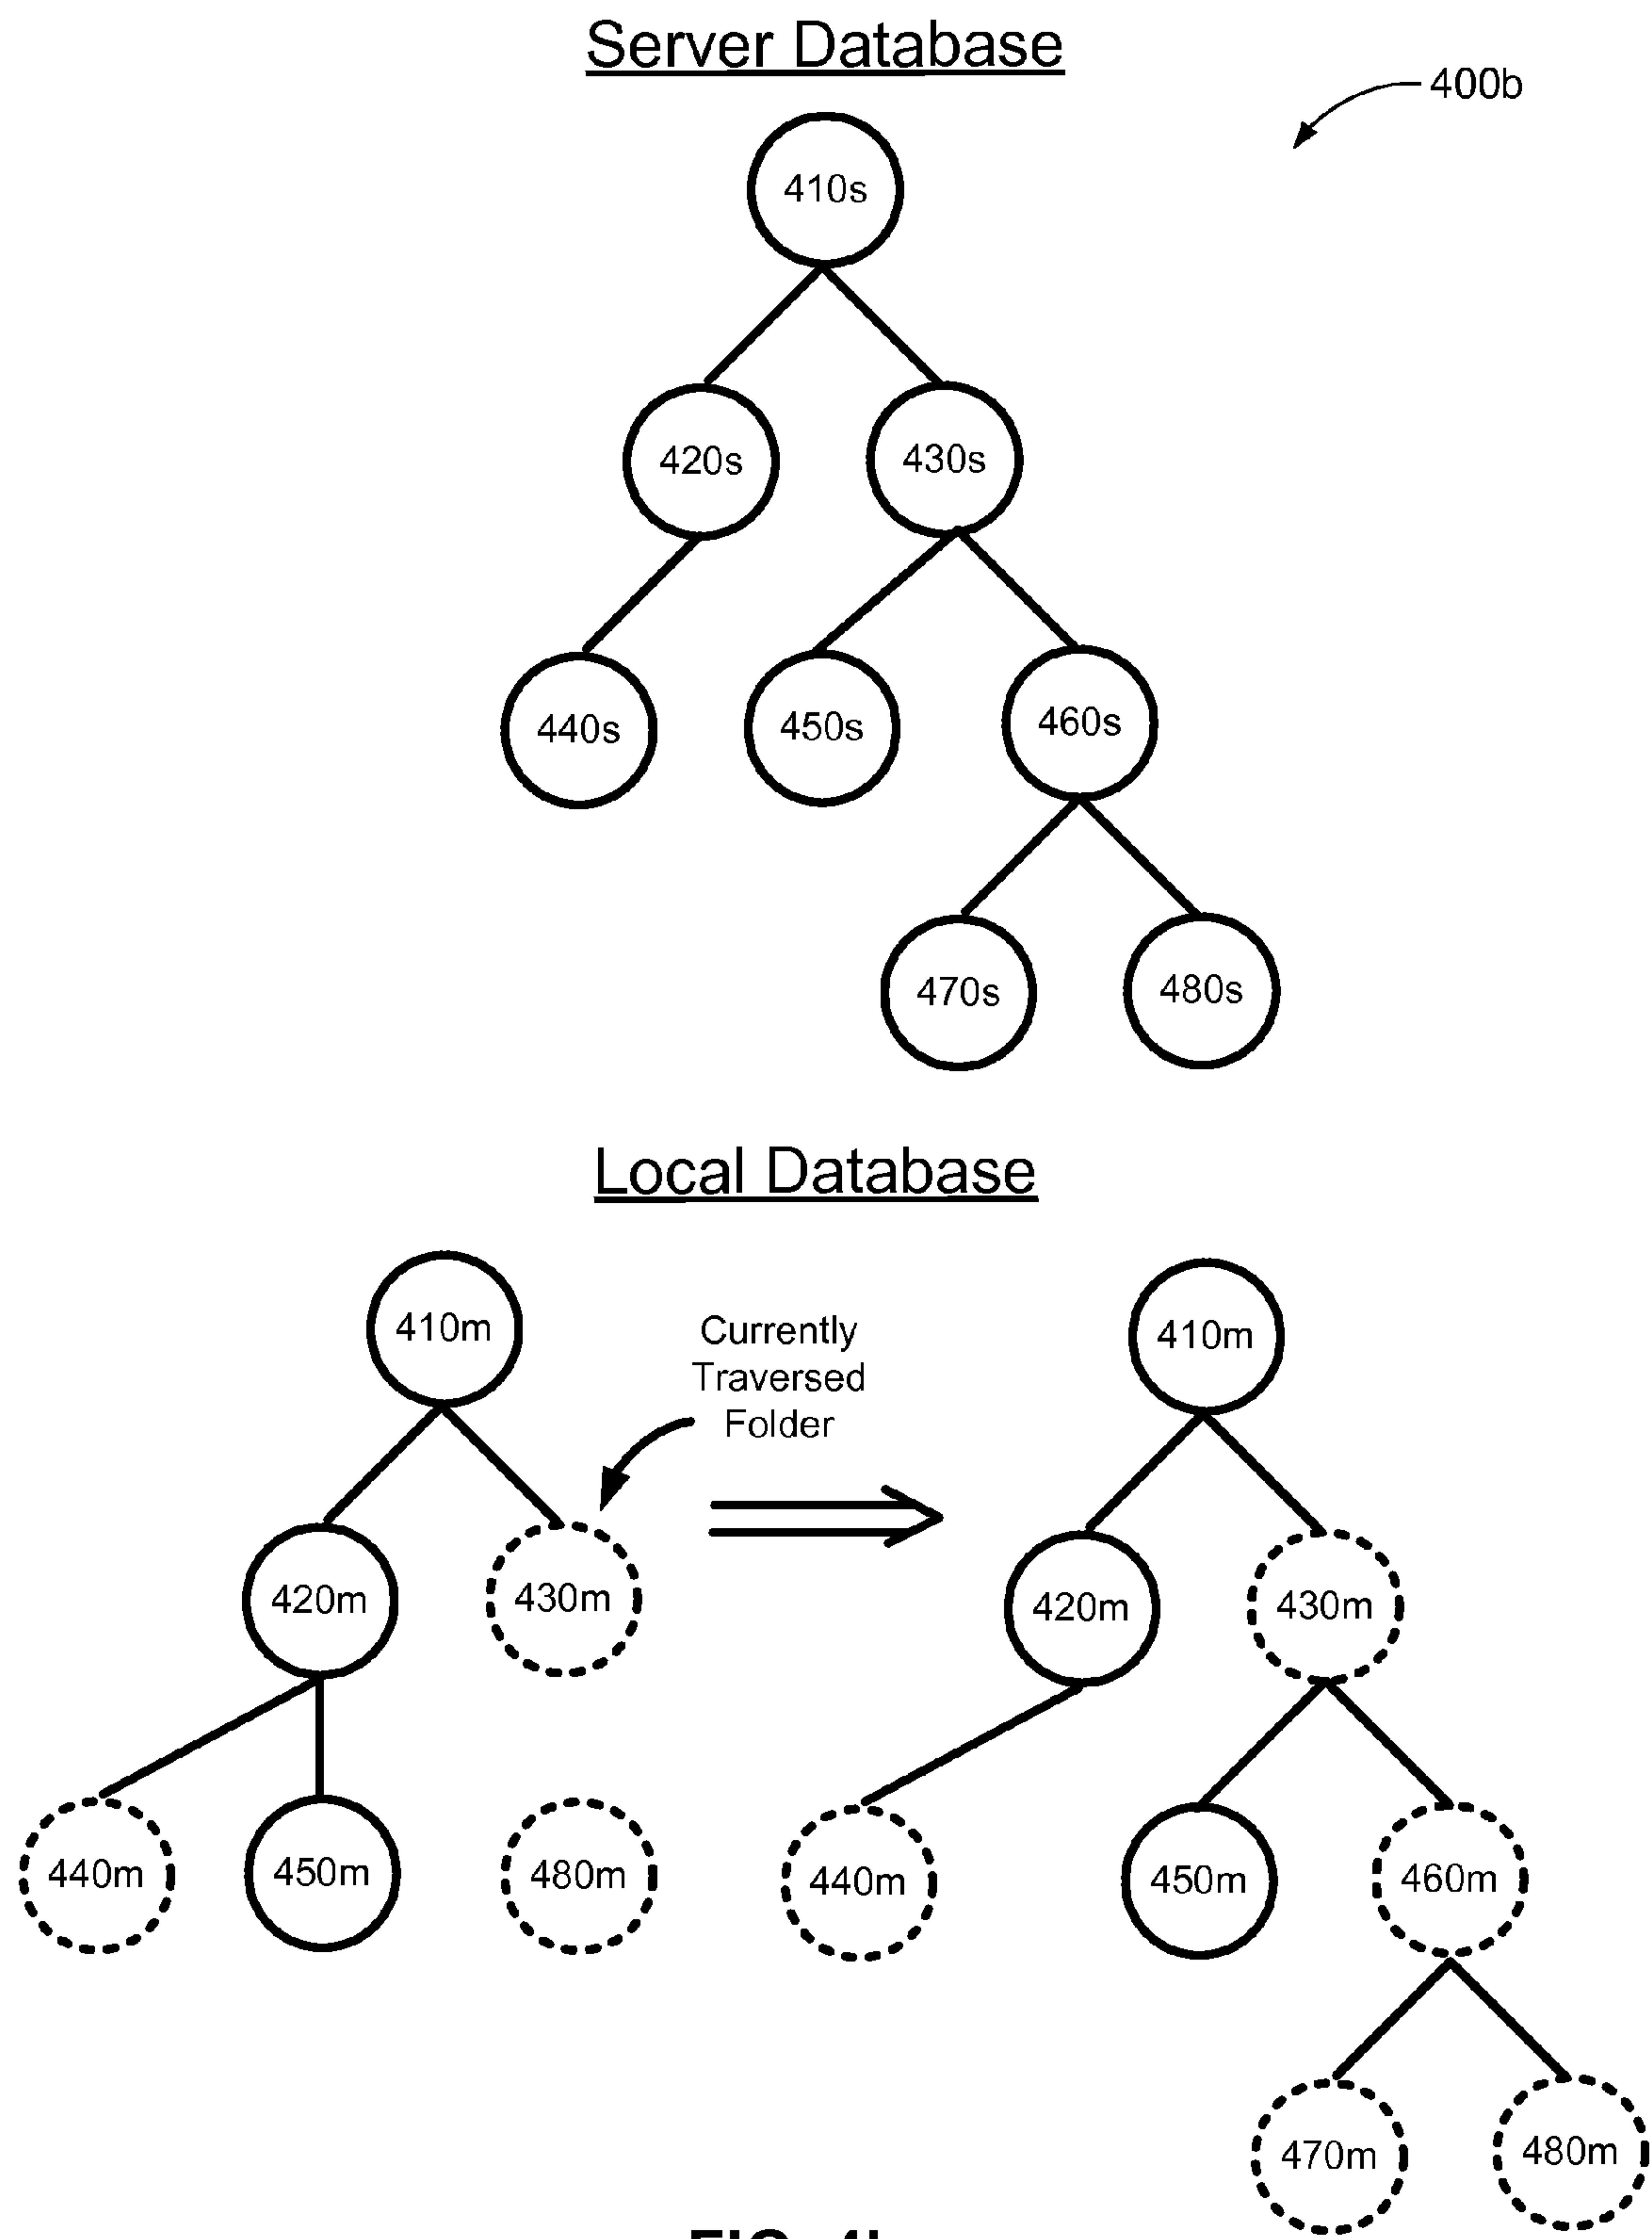 Server Database
400b
410s
420s
430s
440s
450s
460s
470s
480s
Local Database
410m
Currently
Traversed
Folder
410m
420m
430m
420m
430m
440m
450m
480m
440m
450m
460m
470m
480m